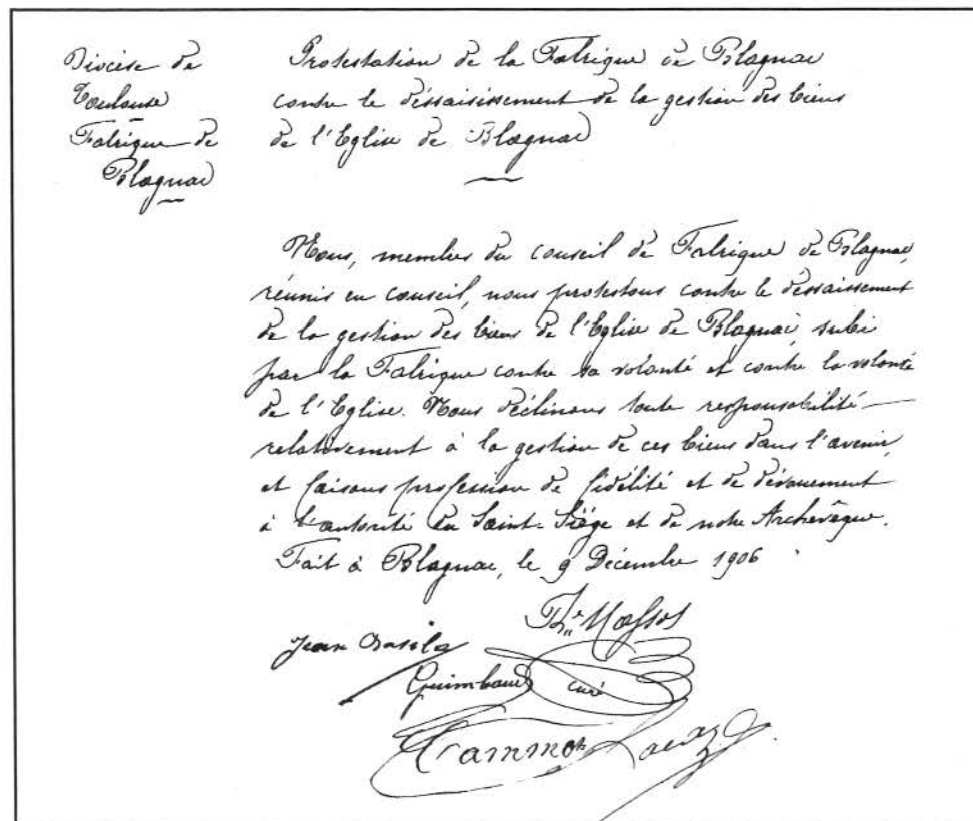 Diocèse de
Toulouse
Fabrique de
Blagnac
Protestation de la Fabrique de Blagnac
contre le déssaisissement de la gestion des biens
de l'Eglise de Blagnac
Nous, membres du conseil de Fabrique de Blagnac,
réunis en conseil, nous protestons contre le déssaissement
de la gestion des biens de l'Eglise de Blagnac, subi
par la Fabrique contre sa volonté et contre la volonté
de l'Eglise. Nous déclinons toute responsabilité
relativement à la gestion de ces biens dans l'avenir,
et faisons profession de fidélité et de dévouement
à l'autorité du Saint-Siège et de notre Archevêque.
Fait à Blagnac, le 9 Décembre 1906
Jean
Guimbaud curé